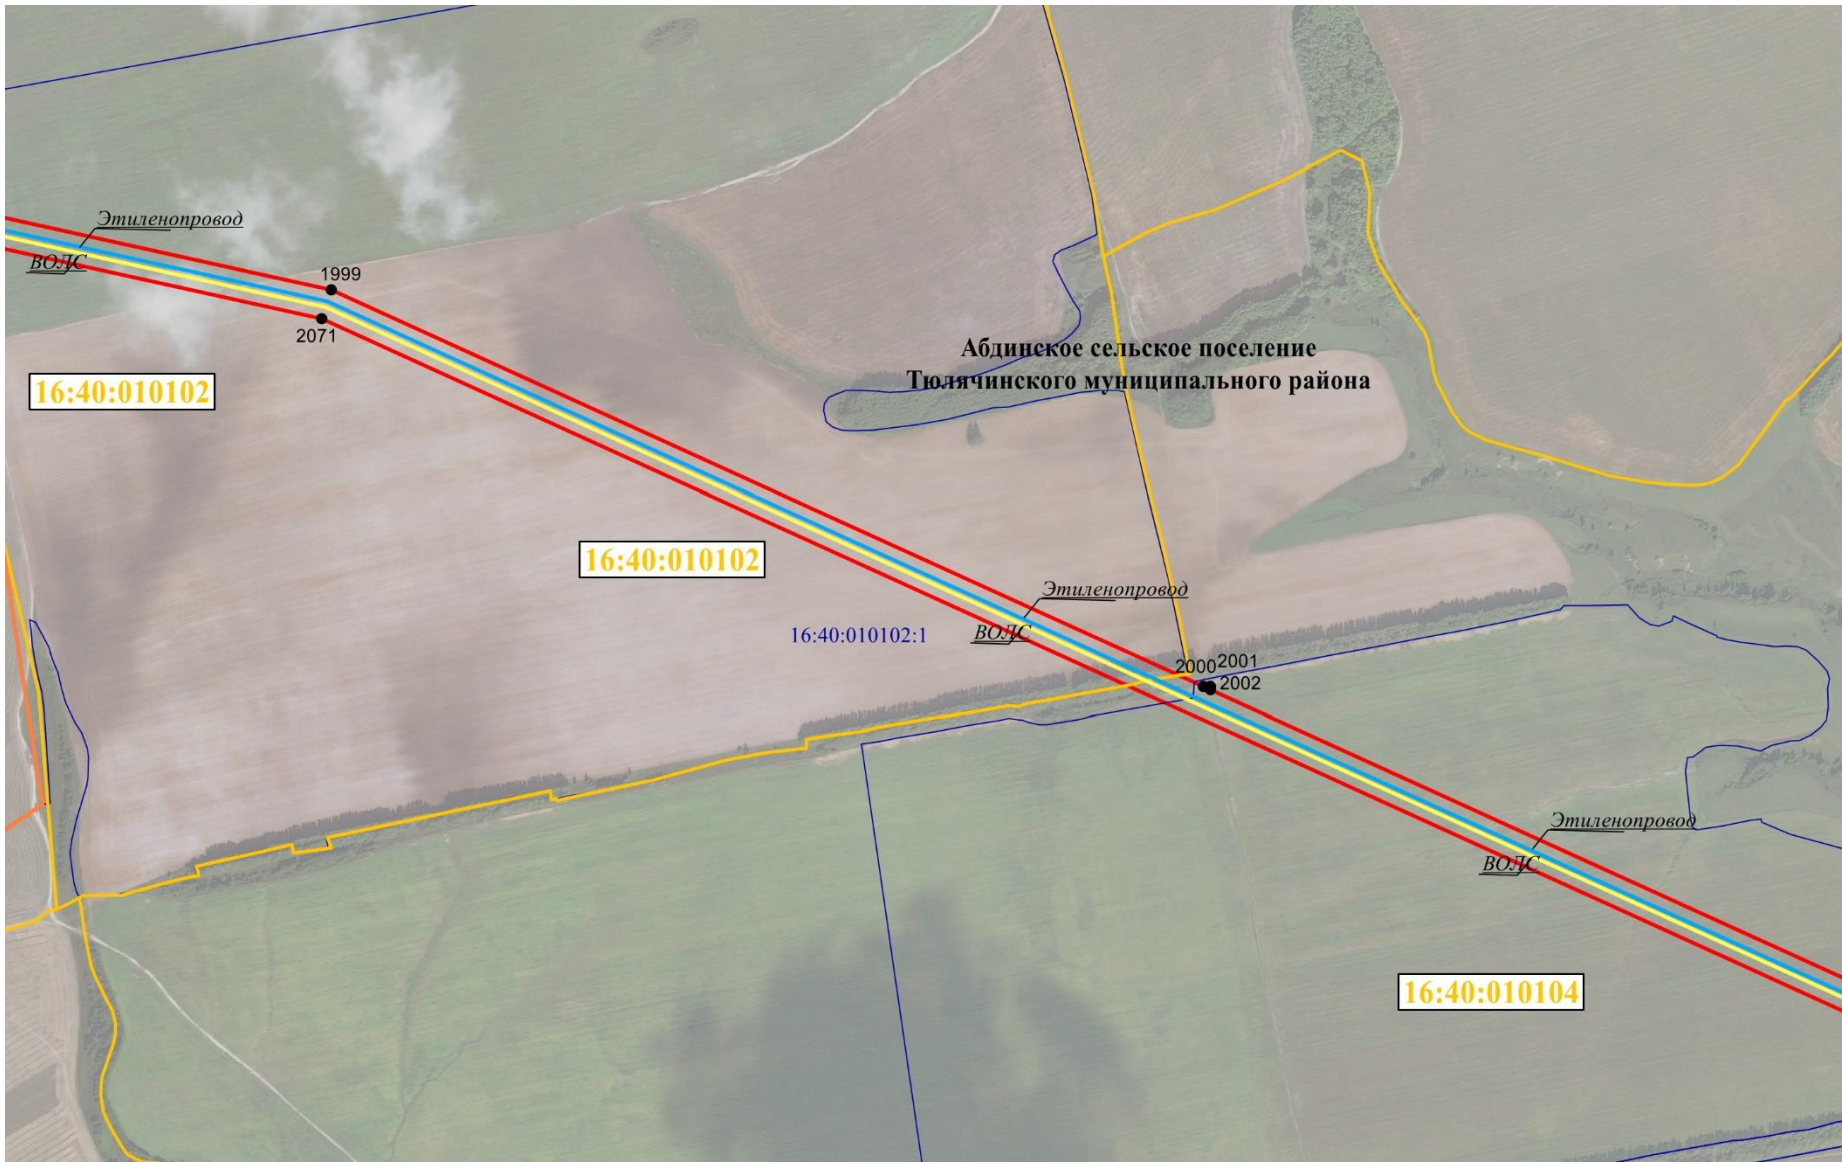 Этиленопровод
ВОЛС
1999
2071
Абдинское сельское поселение
Тюлячинского муниципального района
16:40:010102
16:40:010102
Этиленопровод
16:40:010102:1
ВОЛС
2000
2001
2002
Этиленопровод
ВОЛС
16:40:010104